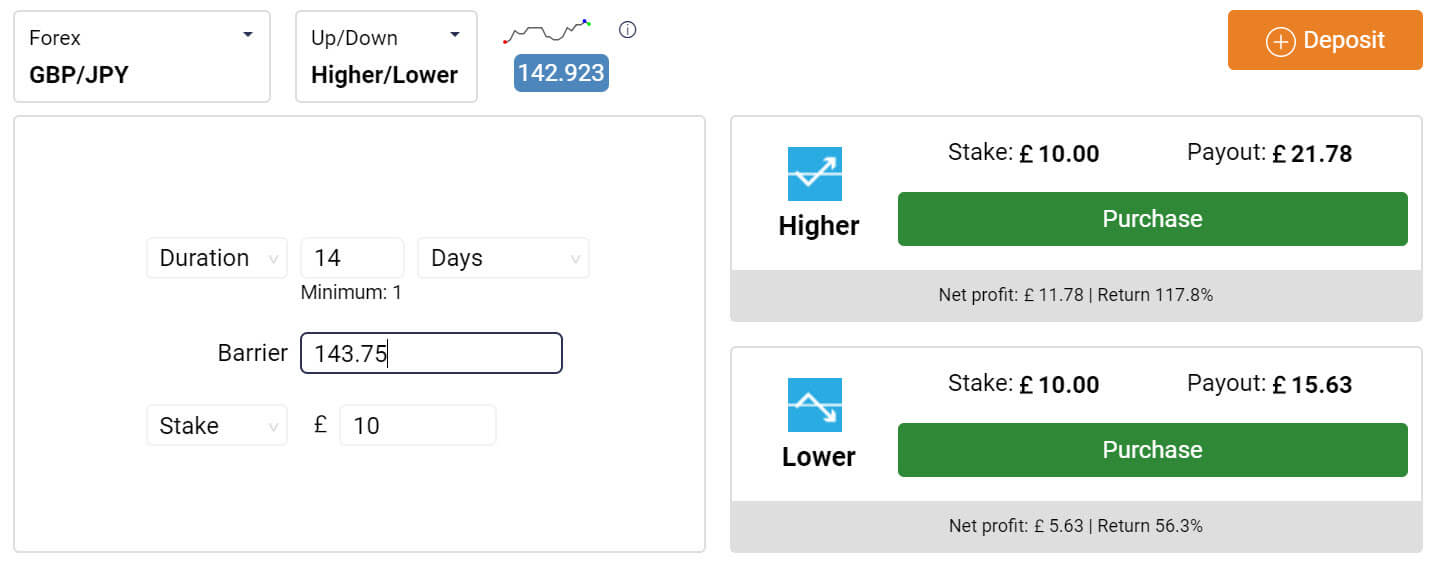 Forex
GBP/JPY
Up/Down
Higher/Lower
142.923
Deposit
Duration 14 Days
Minimum: 1
Barrier 143.75
Stake £ 10
Higher
Stake: £ 10.00 Payout: £ 21.78
Purchase
Net profit: £ 11.78 | Return 117.8%
Lower
Stake: £ 10.00 Payout: £ 15.63
Purchase
Net profit: £ 5.63 | Return 56.3%